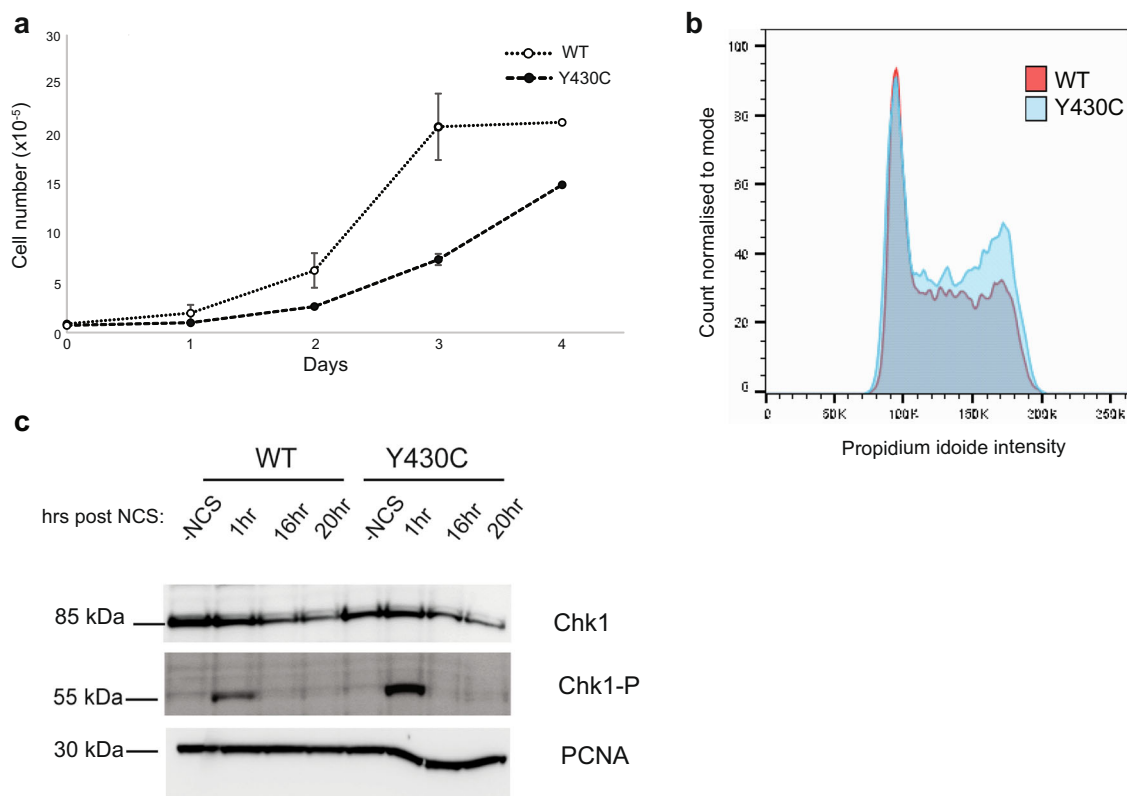 a
30
25
20
15
10
5
0
Cell number (x10⁻⁵)
WT
Y430C
0 1 2 3 4
Days
b
100
80
60
40
20
0
Count normalised to mode
WT
Y430C
0 50K 100K 150K 200K 250K
Propidium idoide intensity
c
WT Y430C
hrs post NCS: -NCS 1hr 16hr 20hr -NCS 1hr 16hr 20hr
85 kDa Chk1
55 kDa Chk1-P
30 kDa PCNA